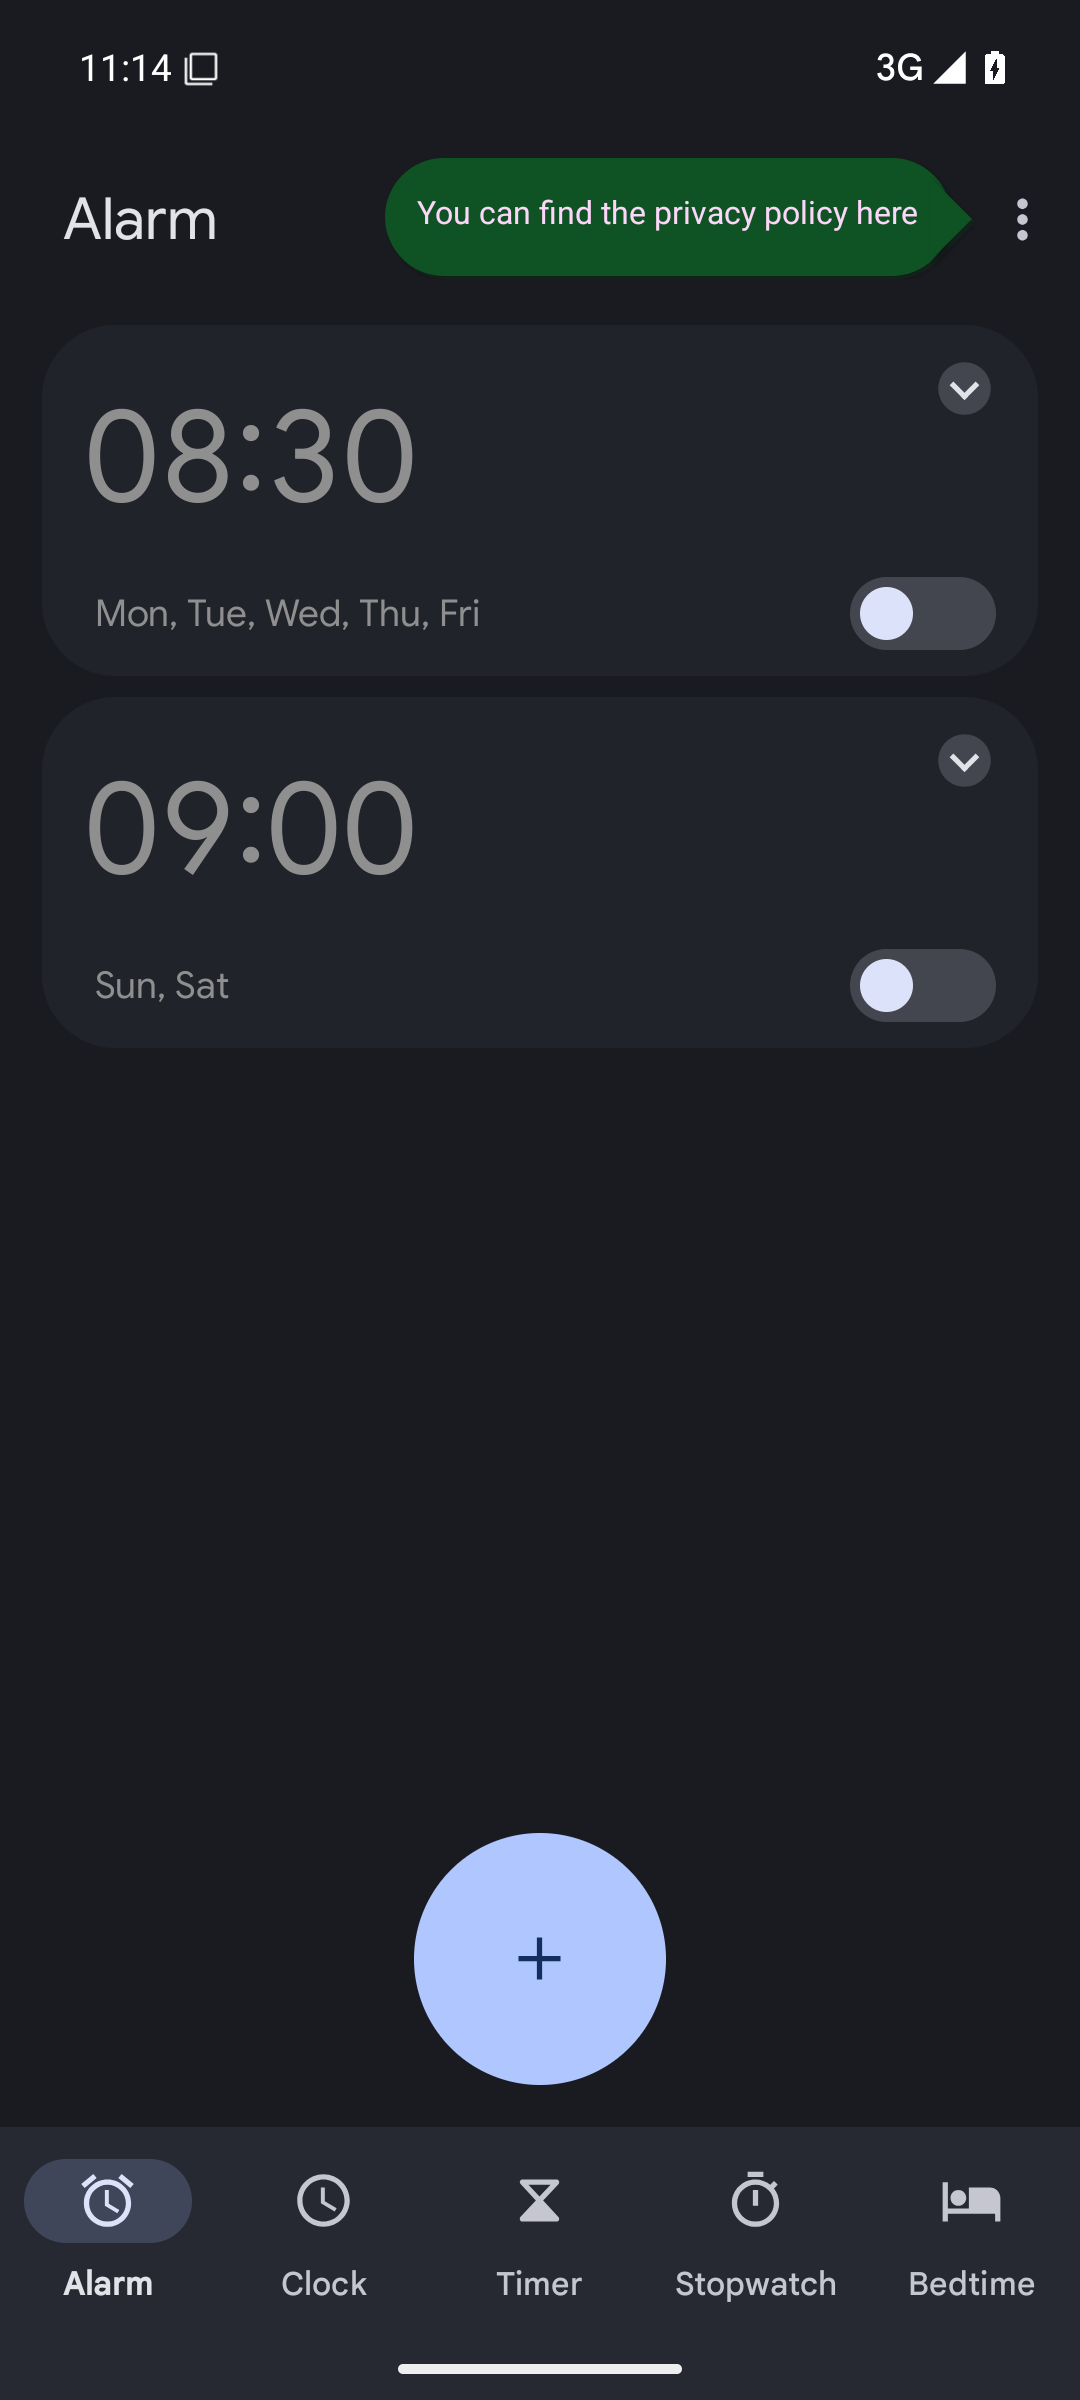 11:14
3G
Alarm
You can find the privacy policy here
08:30
Mon, Tue, Wed, Thu, Fri
09:00
Sun, Sat
Alarm
Clock
Timer
Stopwatch
Bedtime